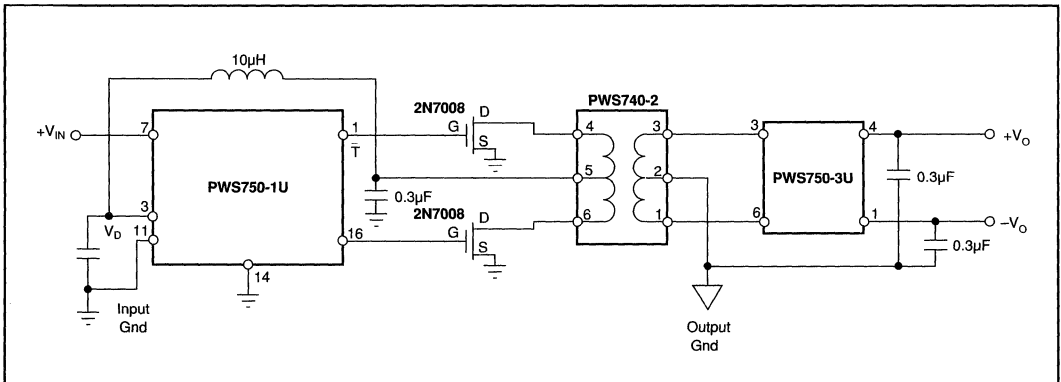 10µH
2N7008
D
G
S
PWS740-2
+V_IN
7
1
T̄
4
3
3
4
+V_O
PWS750-1U
5
2
PWS750-3U
0.3µF
0.3µF
3
V_D
2N7008
D
6
1
6
1
–V_O
11
16
G
S
0.3µF
14
Input
Gnd
Output
Gnd